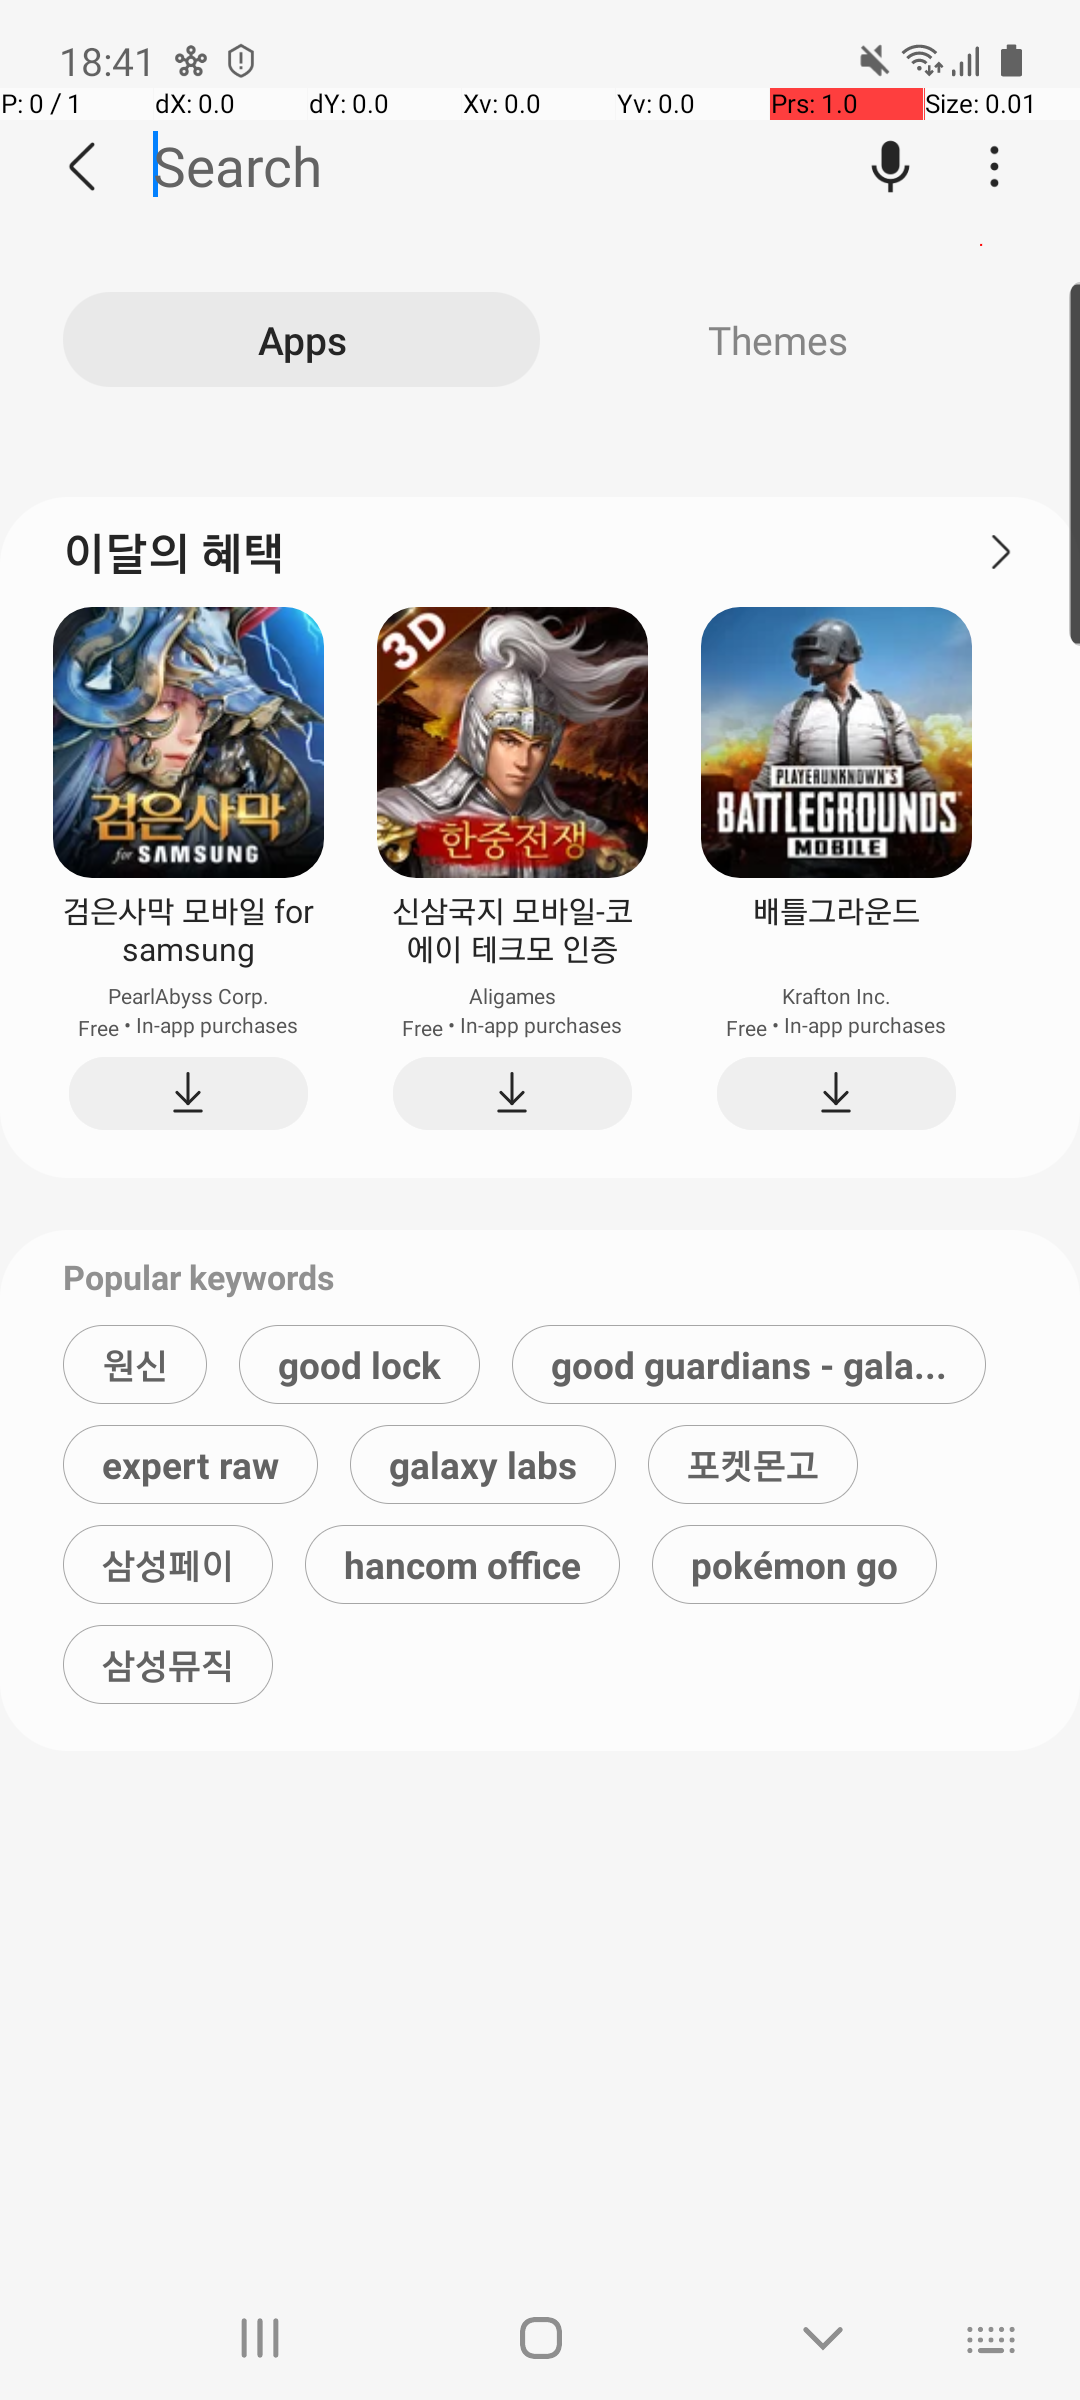 18:41
P: 0 / 1 dX: 0.0 dY: 0.0 Xv: 0.0 Yv: 0.0 Prs: 1.0 Size: 0.01
Search
Apps Themes
이달의 혜택
검은사막
for SAMSUNG
3D
한중전쟁
PLAYERUNKNOWN'S
BATTLEGROUNDS
MOBILE
검은사막 모바일 for
samsung
PearlAbyss Corp.
Free • In-app purchases
신삼국지 모바일-코
에이 테크모 인증
Aligames
Free • In-app purchases
배틀그라운드
Krafton Inc.
Free • In-app purchases
Popular keywords
원신 good lock good guardians - gala...
expert raw galaxy labs 포켓몬고
삼성페이 hancom office pokémon go
삼성뮤직